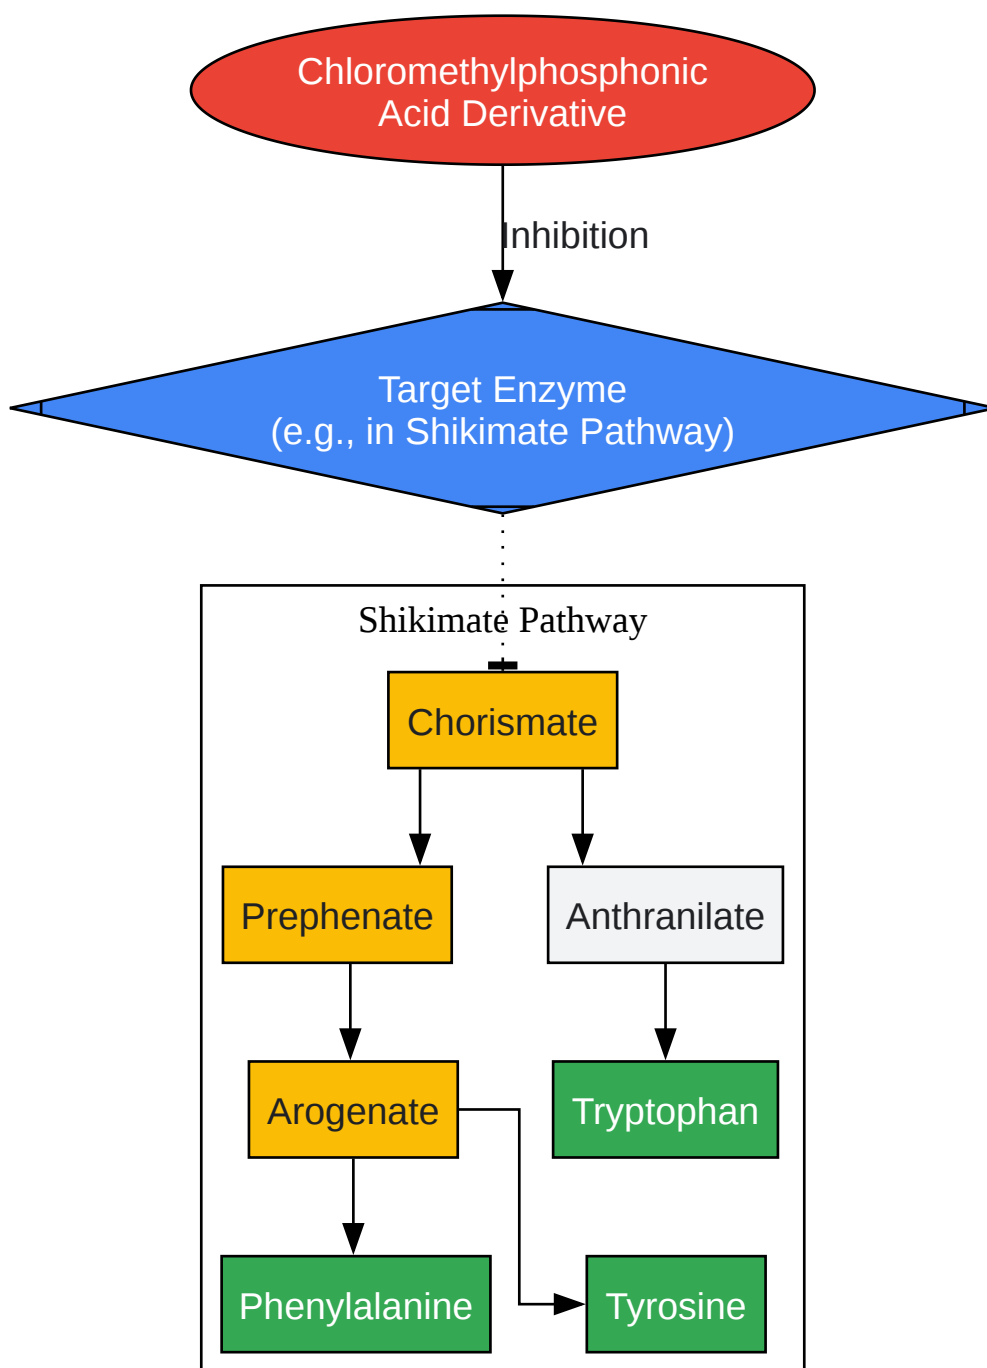 Chloromethylphosphonic
Acid Derivative
Inhibition
Target Enzyme
(e.g., in Shikimate Pathway)
Shikimate Pathway
Chorismate
Prephenate
Anthranilate
Arogenate
Tryptophan
Phenylalanine
Tyrosine